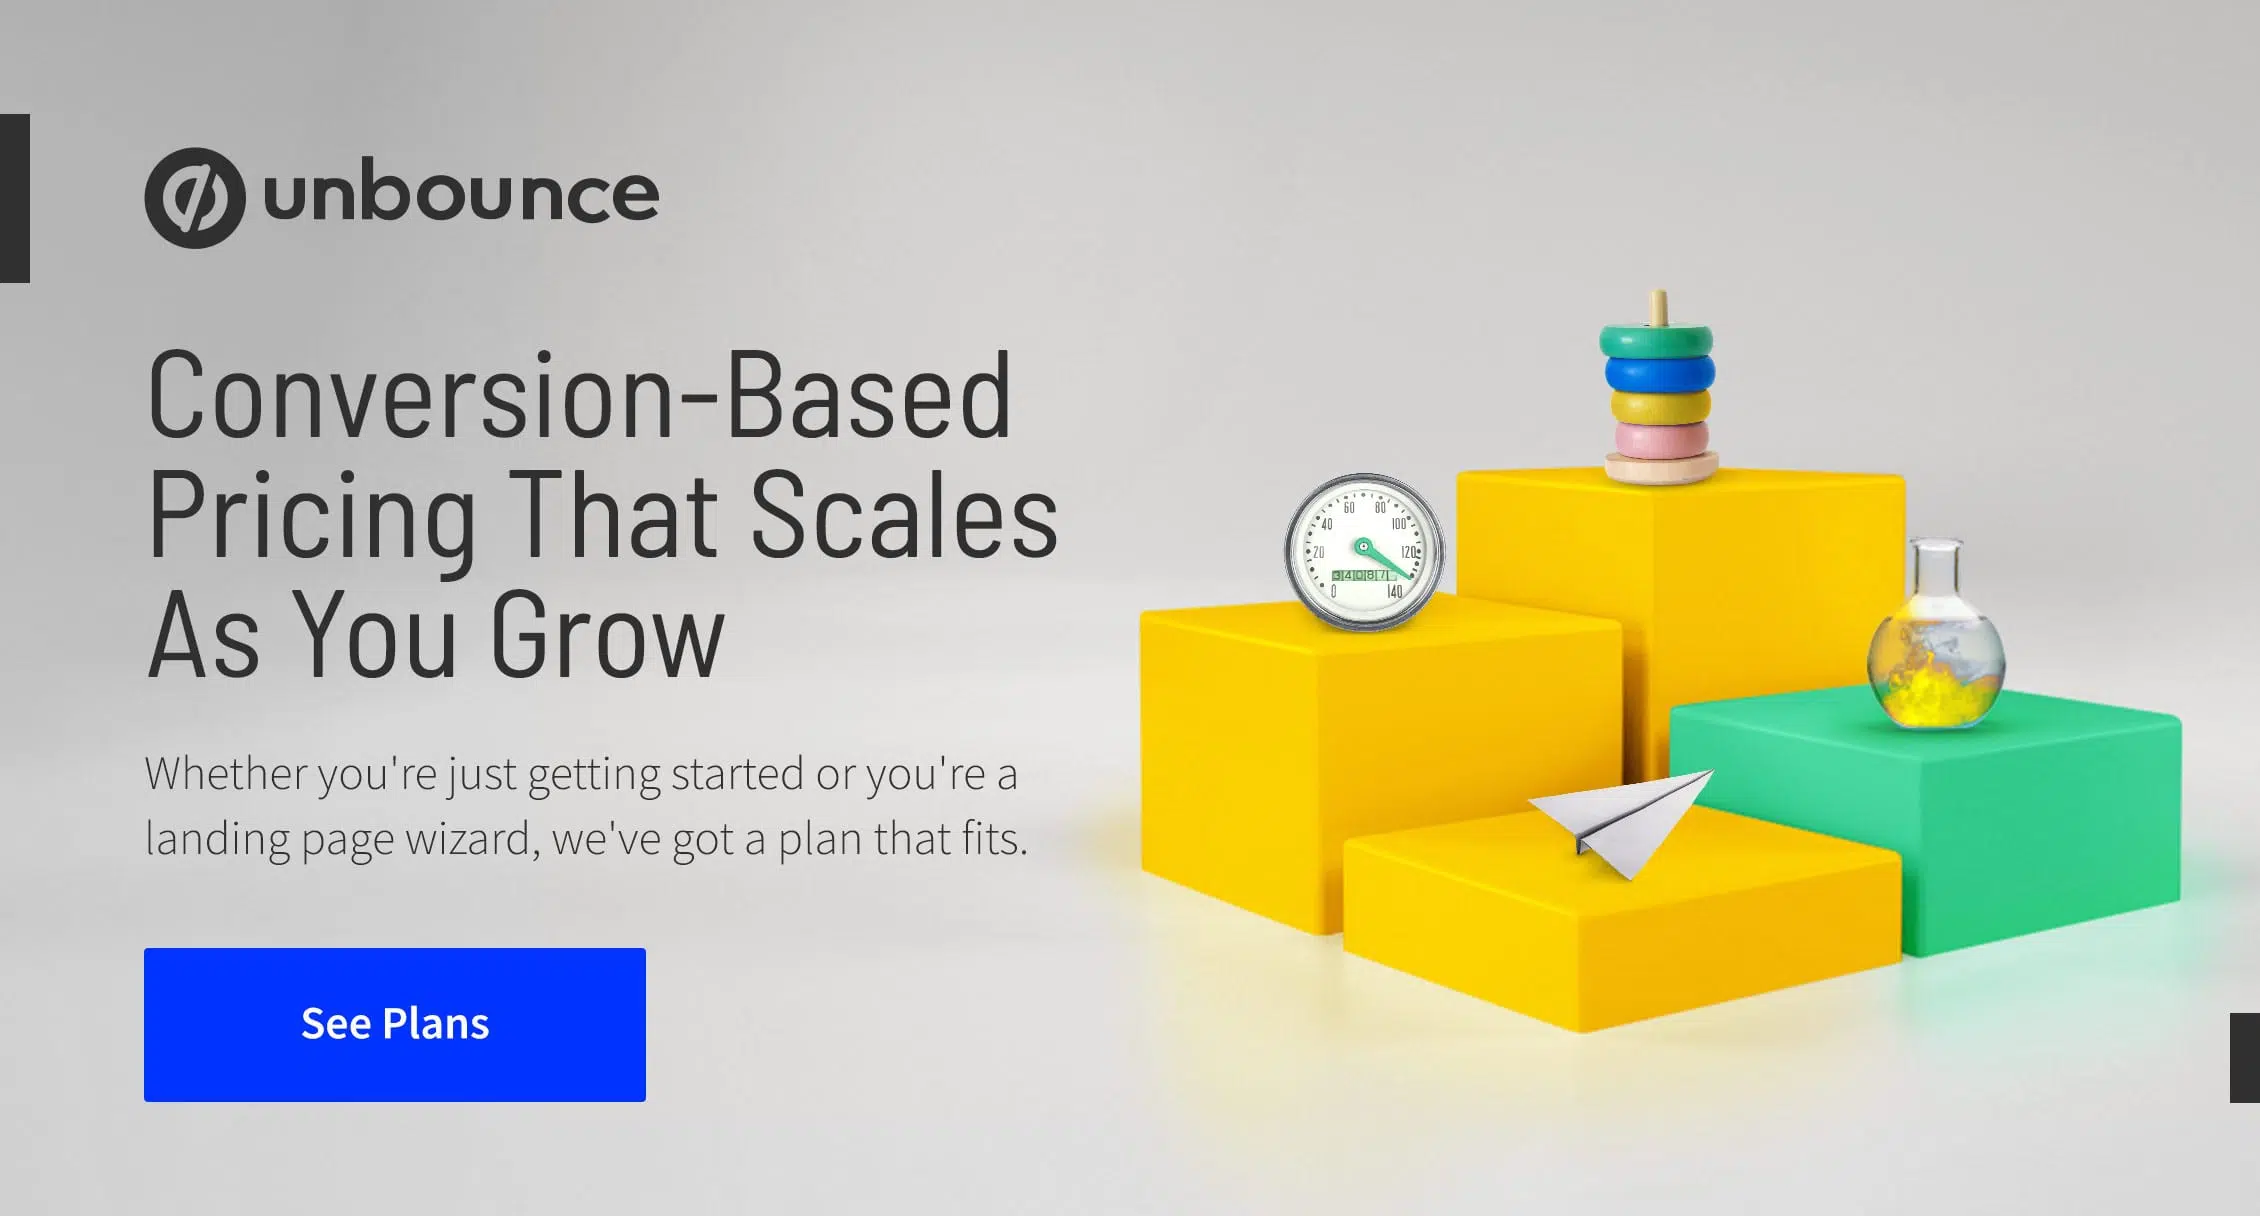 unbounce
Conversion-Based
Pricing That Scales
As You Grow
Whether you're just getting started or you're a
landing page wizard, we've got a plan that fits.
See Plans
60 80
40 100
20 120
34087
0 140